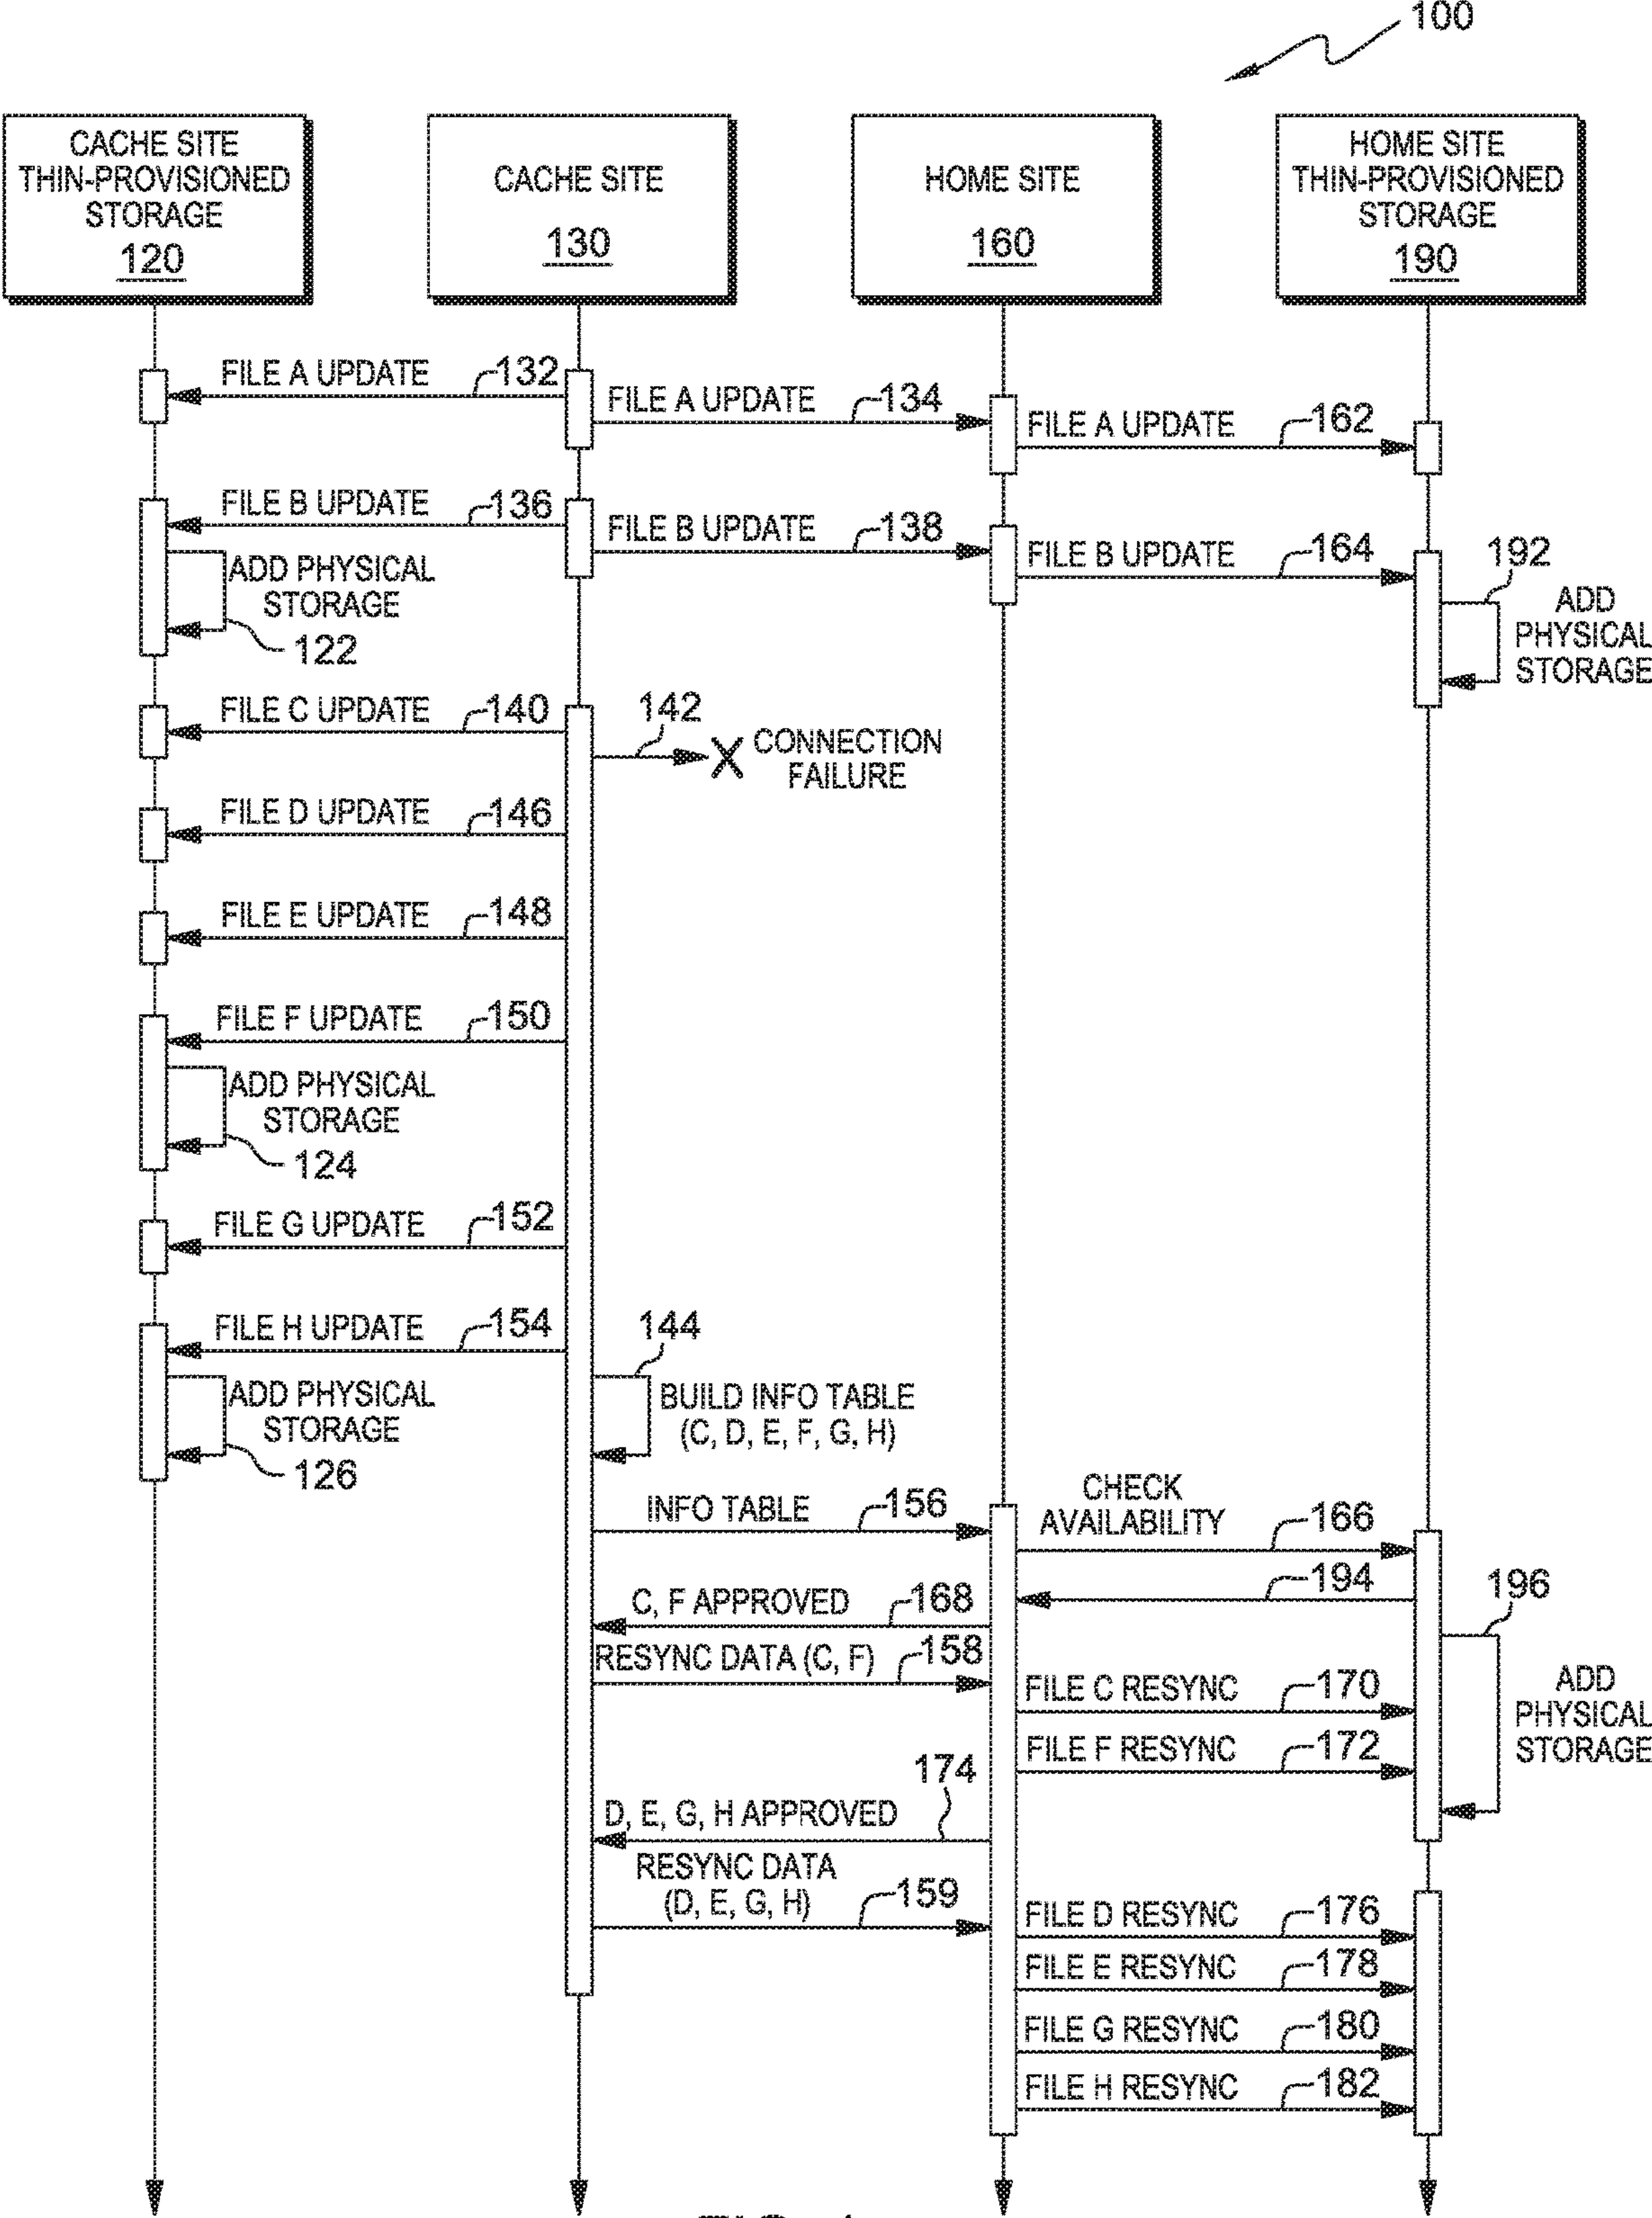 100
CACHE SITE
THIN-PROVISIONED
STORAGE
120
CACHE SITE
130
HOME SITE
160
HOME SITE
THIN-PROVISIONED
STORAGE
190
FILE A UPDATE 132
FILE A UPDATE 134
FILE A UPDATE 162
FILE B UPDATE 136
FILE B UPDATE 138
FILE B UPDATE 164
192
ADD PHYSICAL
STORAGE
122
ADD
PHYSICAL
STORAGE
FILE C UPDATE 140
142
CONNECTION
FAILURE
FILE D UPDATE 146
FILE E UPDATE 148
FILE F UPDATE 150
ADD PHYSICAL
STORAGE
124
FILE G UPDATE 152
FILE H UPDATE 154
144
ADD PHYSICAL
STORAGE
126
BUILD INFO TABLE
(C, D, E, F, G, H)
INFO TABLE 156
CHECK
AVAILABILITY 166
194
196
C, F APPROVED 168
RESYNC DATA (C, F) 158
FILE C RESYNC 170
ADD
PHYSICAL
STORAGE
FILE F RESYNC 172
174
D, E, G, H APPROVED
RESYNC DATA
(D, E, G, H) 159
FILE D RESYNC 176
FILE E RESYNC 178
FILE G RESYNC 180
FILE H RESYNC 182